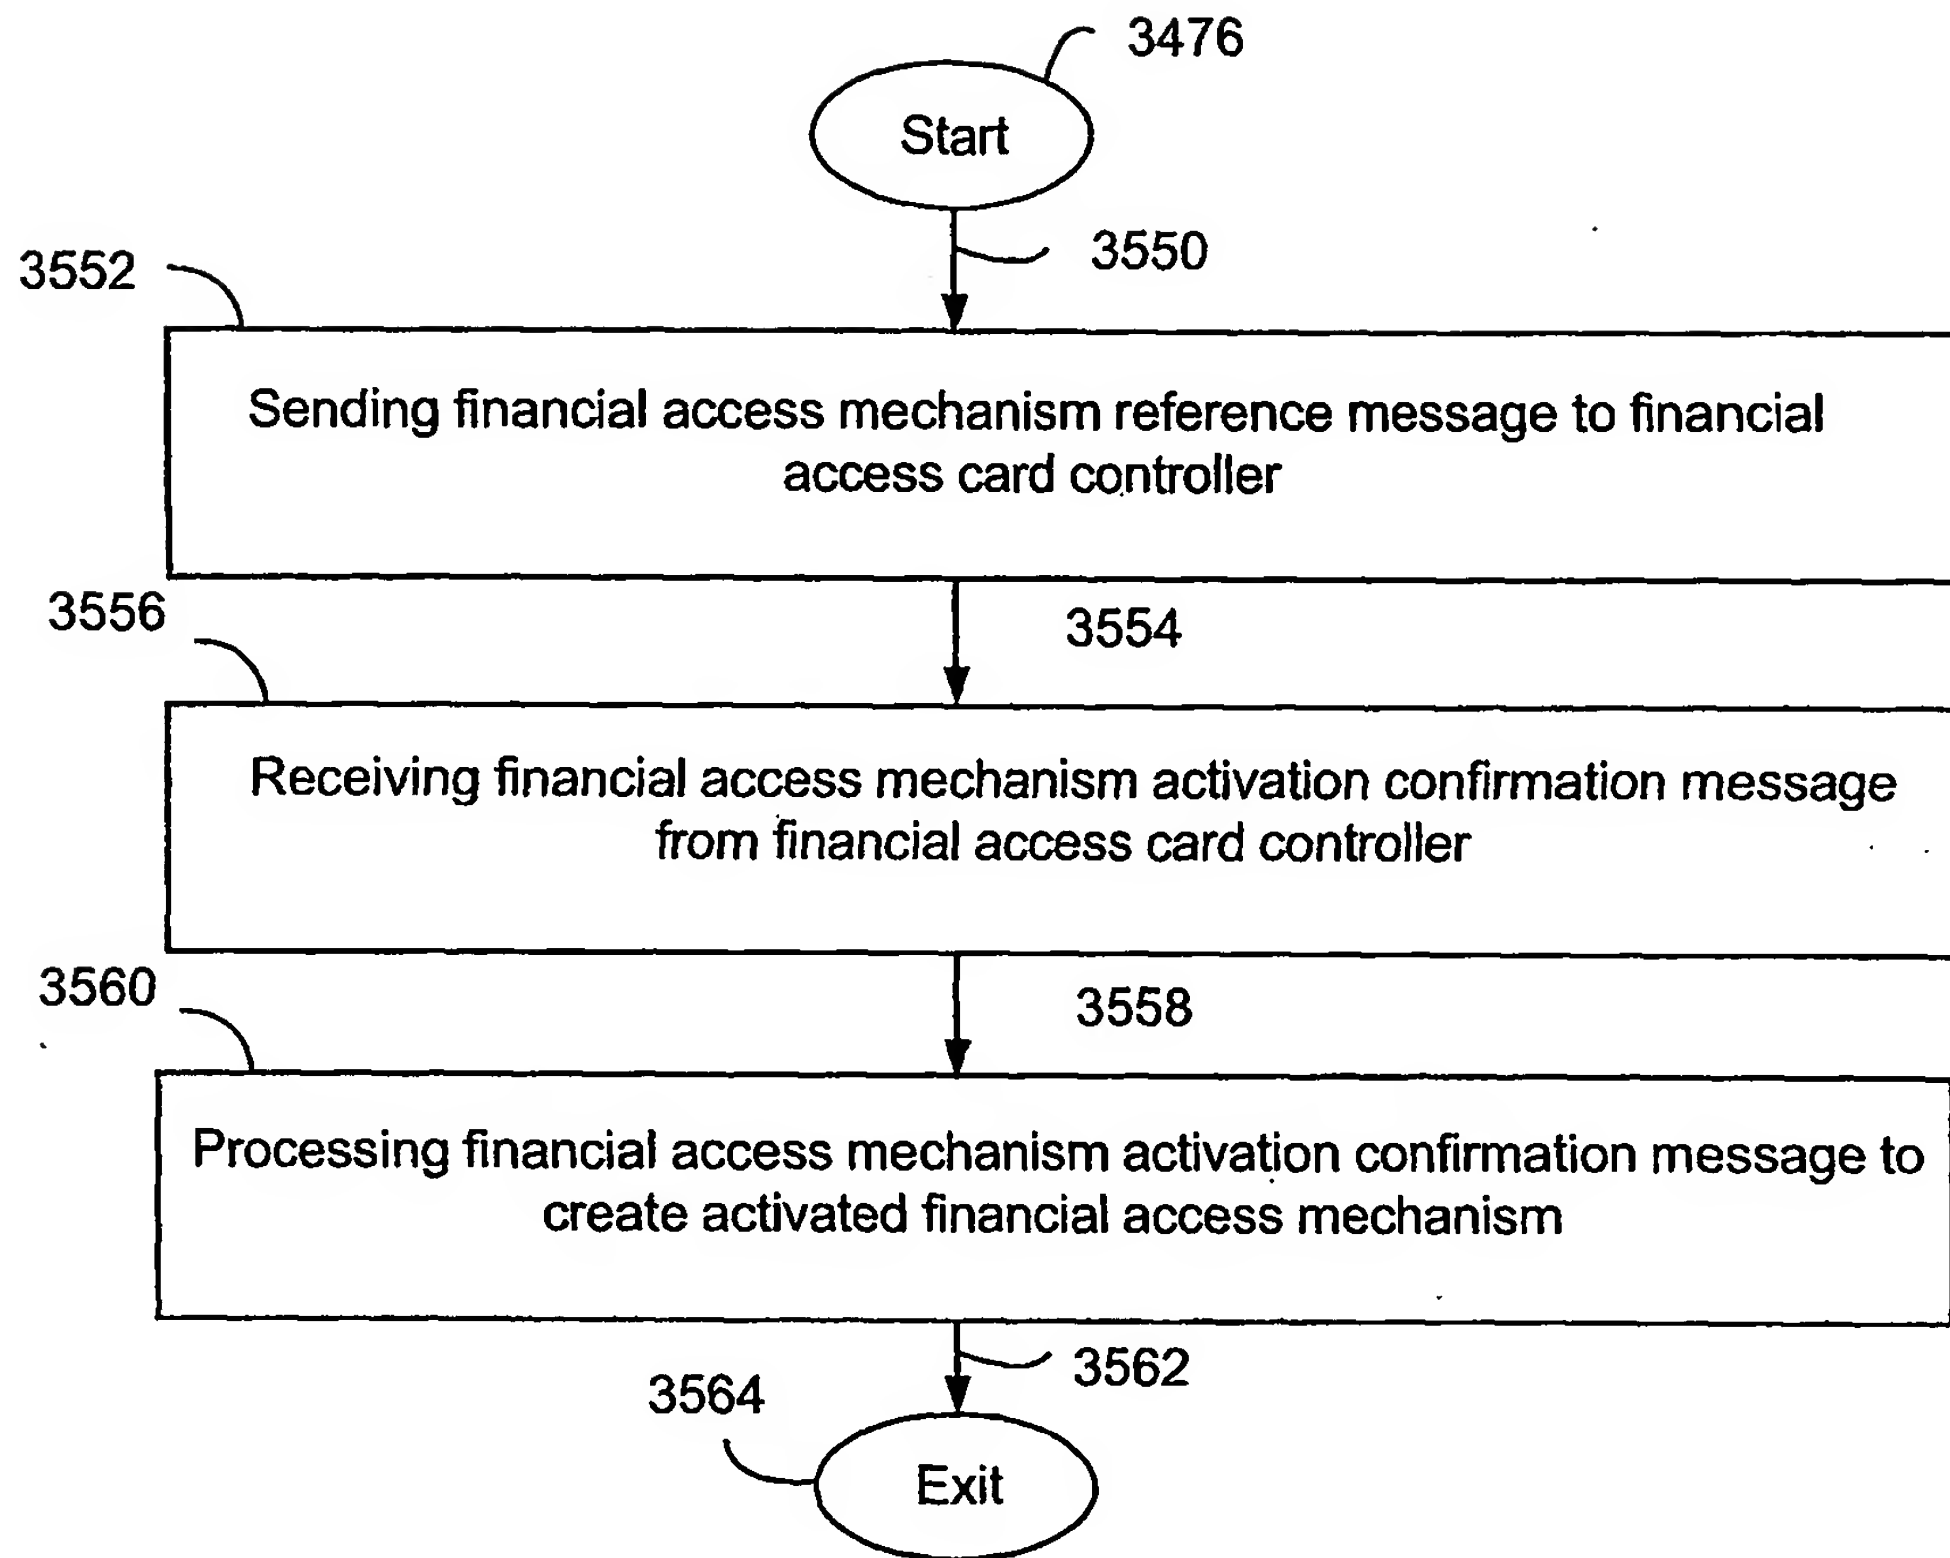 3476
Start
3550
3552
Sending financial access mechanism reference message to financial
access card controller
3554
3556
Receiving financial access mechanism activation confirmation message
from financial access card controller
3558
3560
Processing financial access mechanism activation confirmation message to
create activated financial access mechanism
3562
3564
Exit